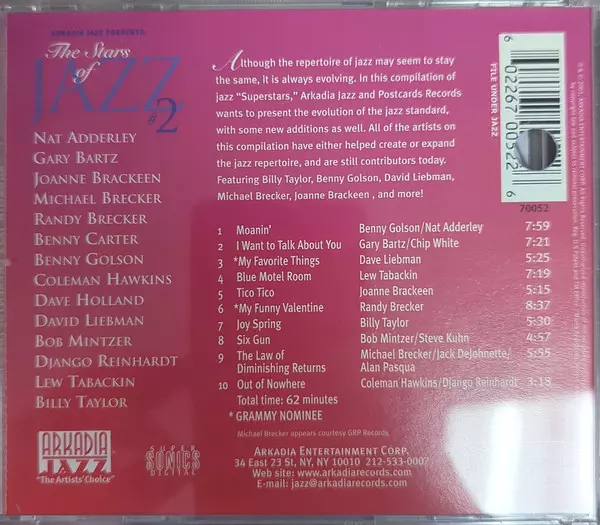 ARKADIA JAZZ PRESENTS:
The Stars
of
JAZZ
#2
NAT ADDERLEY
GARY BARTZ
JOANNE BRACKEEN
MICHAEL BRECKER
RANDY BRECKER
BENNY CARTER
BENNY GOLSON
COLEMAN HAWKINS
DAVE HOLLAND
DAVID LIEBMAN
BOB MINTZER
DJANGO REINHARDT
LEW TABACKIN
BILLY TAYLOR
Although the repertoire of jazz may seem to stay
the same, it is always evolving. In this compilation of
jazz "Superstars," Arkadia Jazz and Postcards Records
wants to present the evolution of the jazz standard,
with some new additions as well. All of the artists on
this compilation have either helped create or expand
the jazz repertoire, and are still contributors today.
Featuring Billy Taylor, Benny Golson, David Liebman,
Michael Brecker, Joanne Brackeen , and more!
1 Moanin' Benny Golson/Nat Adderley 7:59
2 I Want to Talk About You Gary Bartz/Chip White 7:21
3 *My Favorite Things Dave Liebman 5:25
4 Blue Motel Room Lew Tabackin 7:19
5 Tico Tico Joanne Brackeen 5:15
6 *My Funny Valentine Randy Brecker 8:37
7 Joy Spring Billy Taylor 5:30
8 Six Gun Bob Mintzer/Steve Kuhn 4:57
9 The Law of Michael Brecker/Jack DeJohnette/ 5:55
Diminishing Returns Alan Pasqua
10 Out of Nowhere Coleman Hawkins/Django Reinhardt 3:18
Total time: 62 minutes
* GRAMMY NOMINEE
Michael Brecker appears courtesy GRP Records
ARKADIA ENTERTAINMENT CORP.
34 East 23 St, NY, NY 10010 212-533-0007
Web site: www.arkadiarecords.com
E-mail: jazz@arkadiarecords.com
ARKADIA
JAZZ
"The Artists' Choice"
SUPER
SONICS
DIGITAL
FILE UNDER JAZZ
6 02267 00522 6
70052